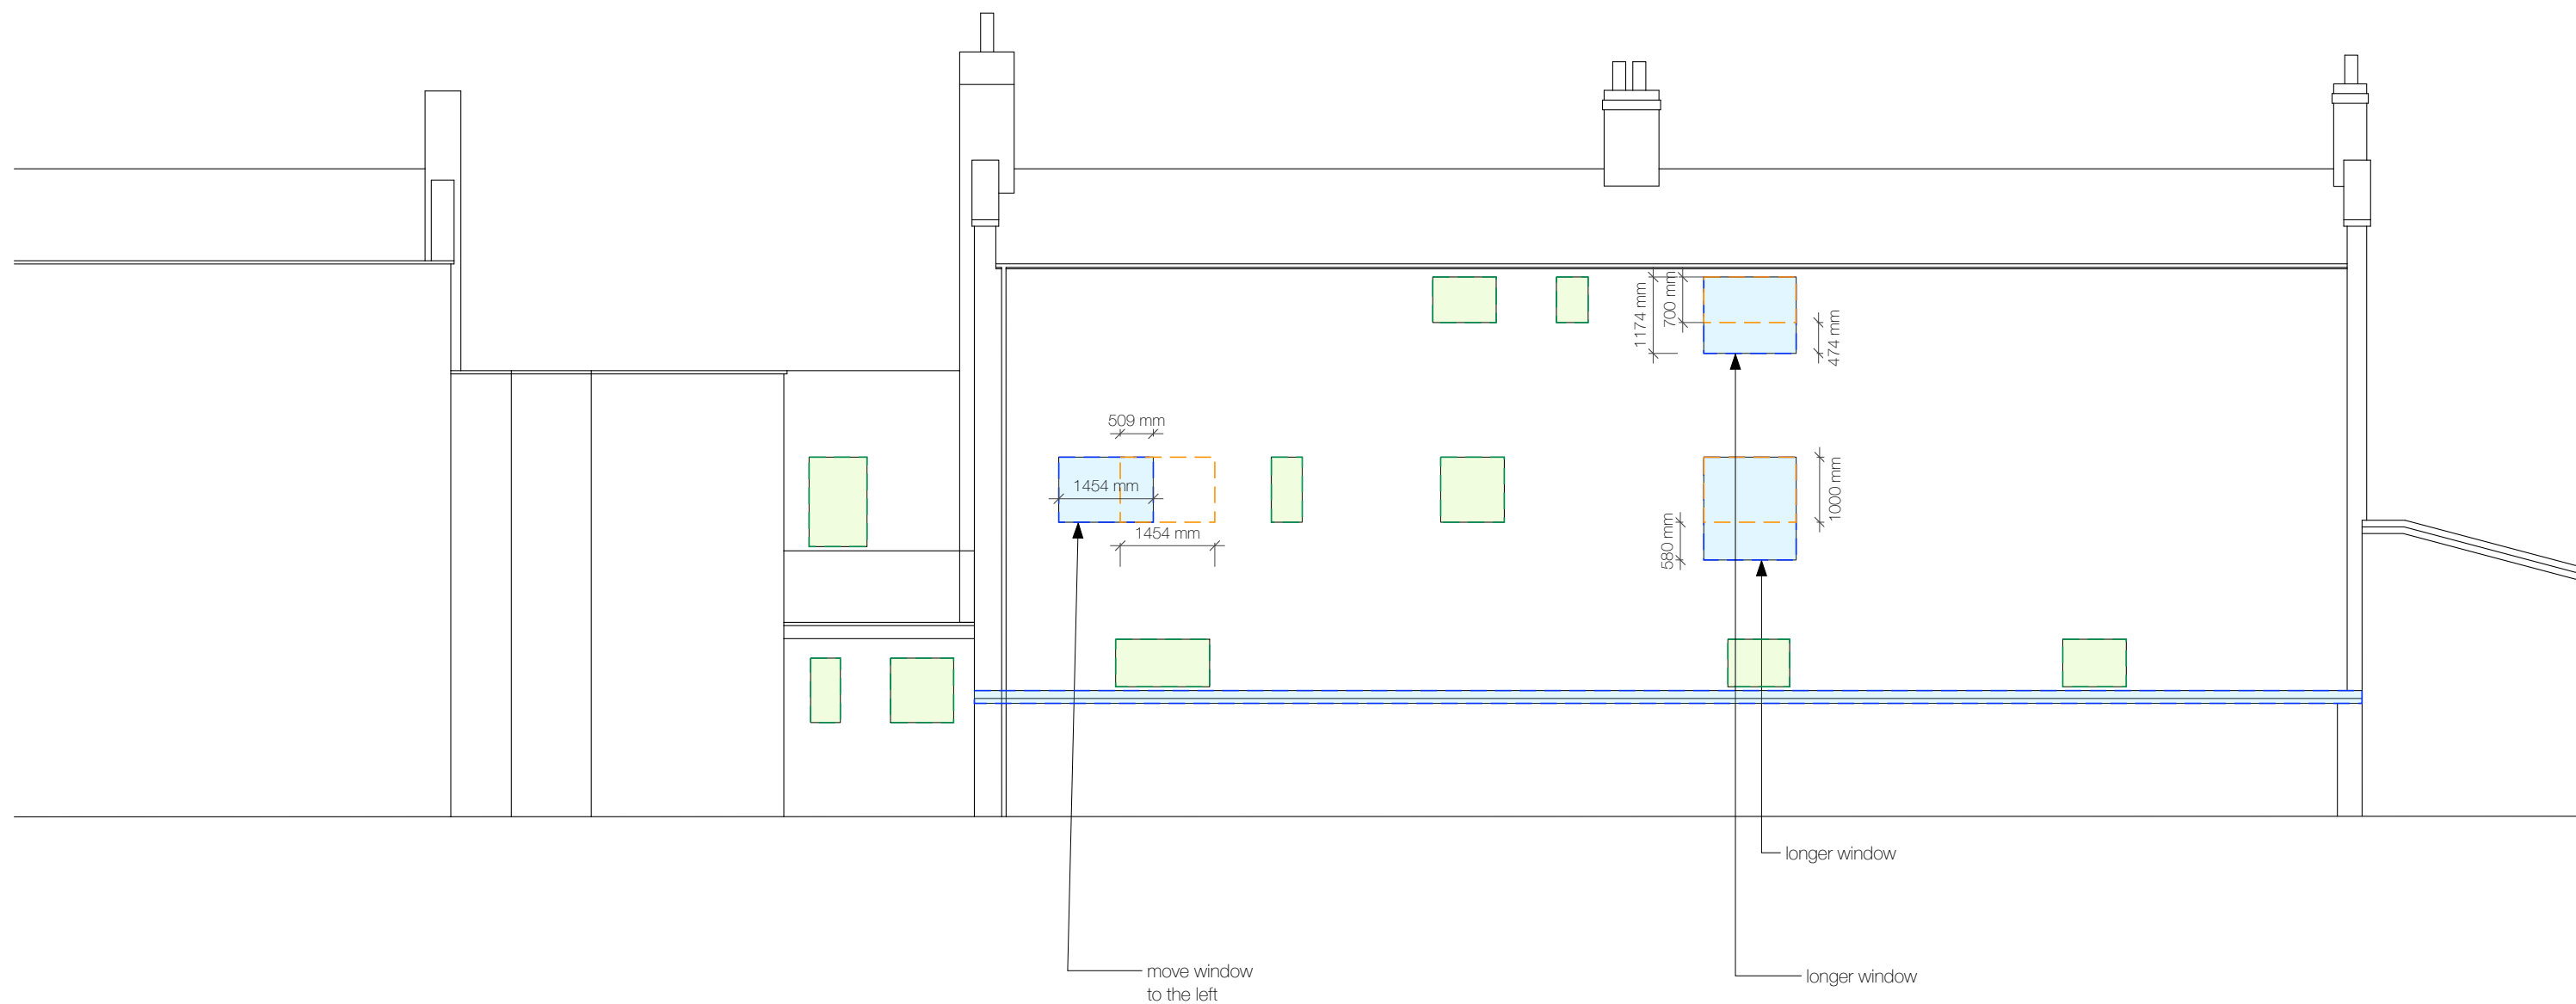 1174 mm
700 mm
474 mm
509 mm
1454 mm
1454 mm
1000 mm
580 mm
longer window
move window
to the left
longer window